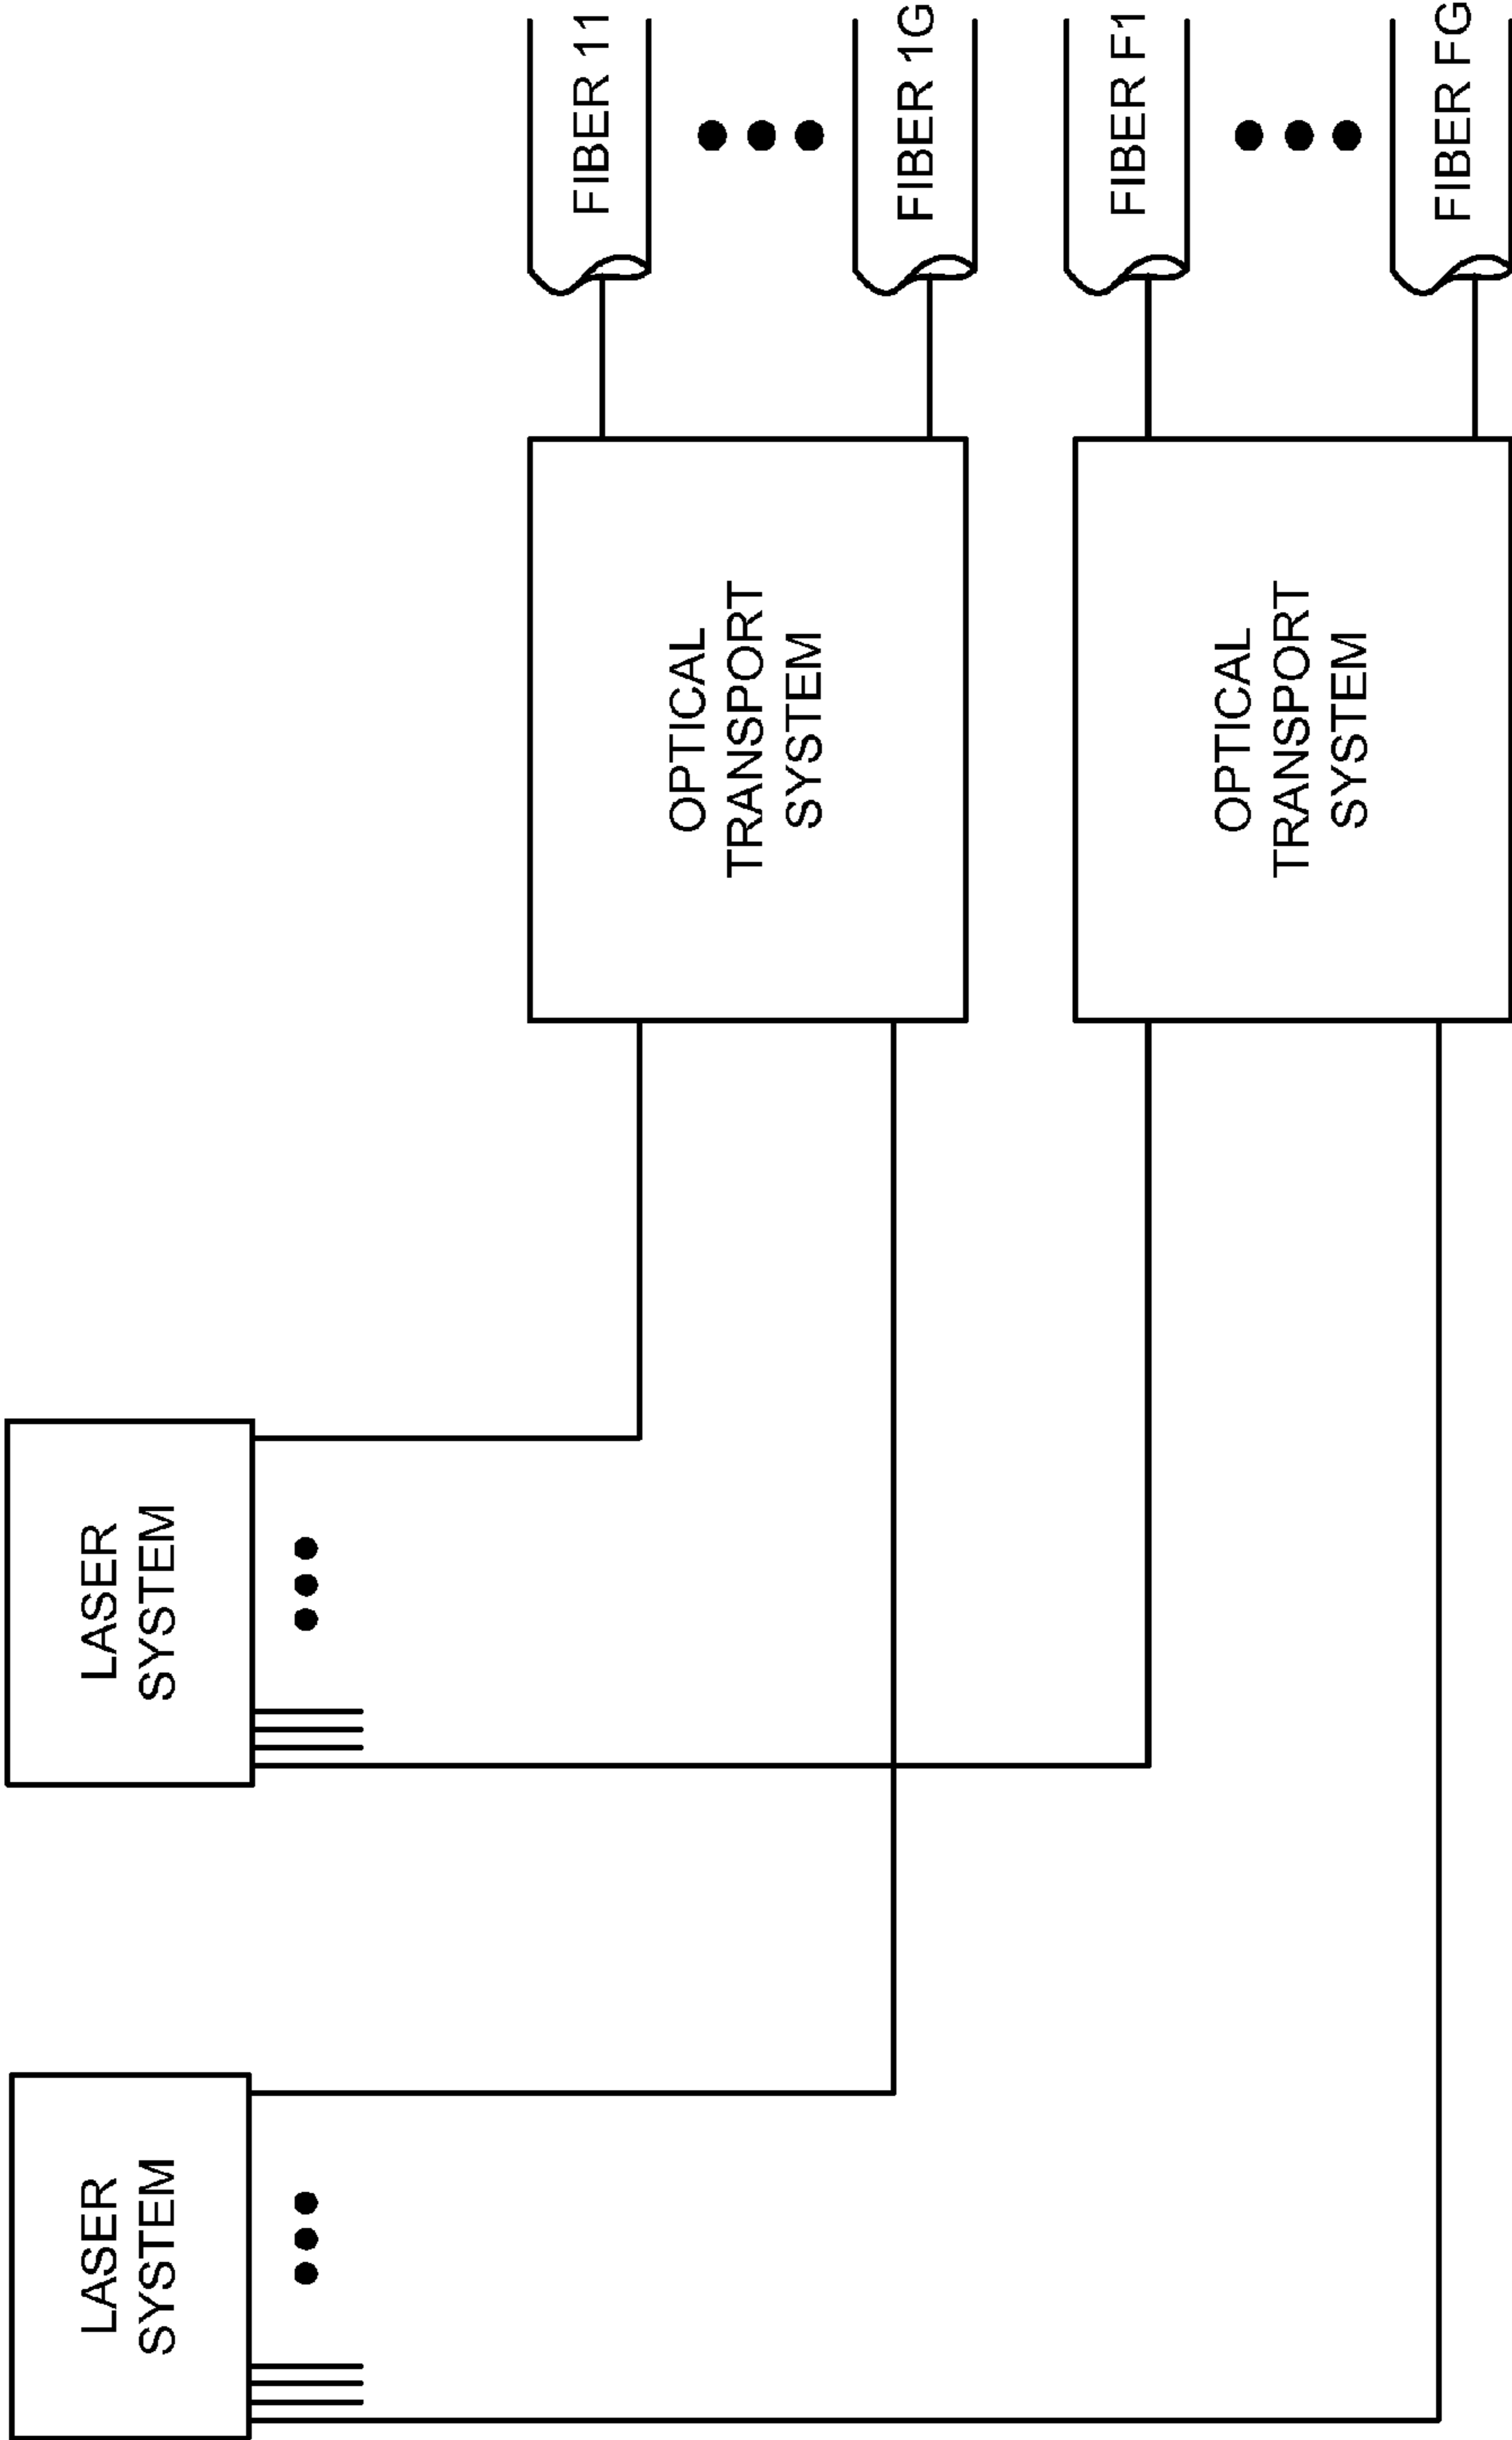 LASER
SYSTEM
LASER
SYSTEM
OPTICAL
TRANSPORT
SYSTEM
OPTICAL
TRANSPORT
SYSTEM
FIBER 11
FIBER 1G
FIBER F1
FIBER FG